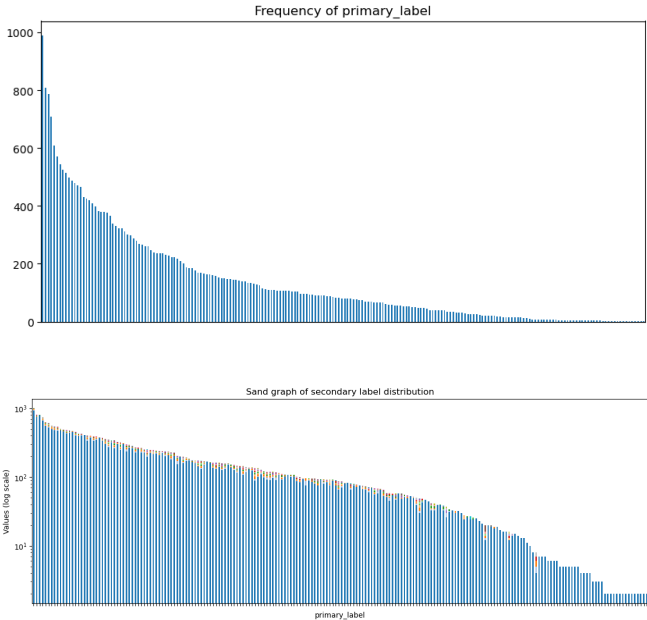 Frequency of primary_label
1000
800
600
400
200
0
Sand graph of secondary label distribution
10³
10²
10¹
Values (log scale)
primary_label